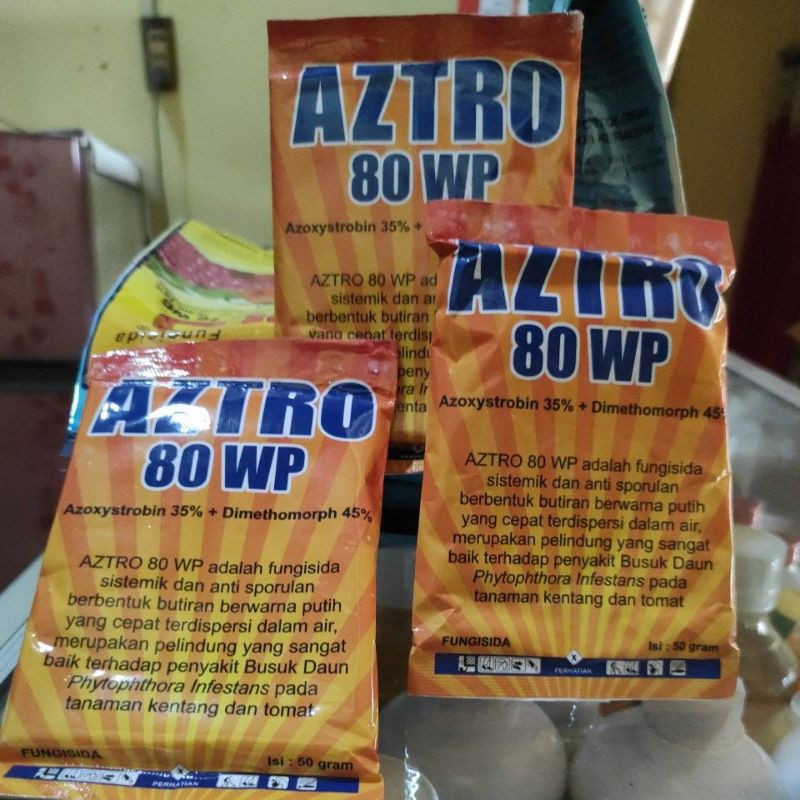 AZTRO
80 WP
Azoxystrobin 35% +
AZTRO 80 WP
sistemik dan
berbentuk butiran
yang cepat
AZTRO
80 WP
Azoxystrobin 35% + Dimethomorph 45%
AZTRO 80 WP adalah fungisida
sistemik dan anti sporulan
berbentuk butiran berwarna putih
yang cepat terdispersi dalam air,
merupakan pelindung yang sangat
baik terhadap penyakit Busuk Daun
Phytophthora Infestans pada
tanaman kentang dan tomat
FUNGISIDA
Isi : 50 gram
PERHATIAN
AZTRO
80 WP
Azoxystrobin 35% + Dimethomorph 45%
AZTRO 80 WP adalah fungisida
sistemik dan anti sporulan
berbentuk butiran berwarna putih
yang cepat terdispersi dalam air,
merupakan pelindung yang sangat
baik terhadap penyakit Busuk Daun
Phytophthora Infestans pada
tanaman kentang dan tomat
FUNGISIDA
Isi : 50 gram
PERHATIAN
Fungisida